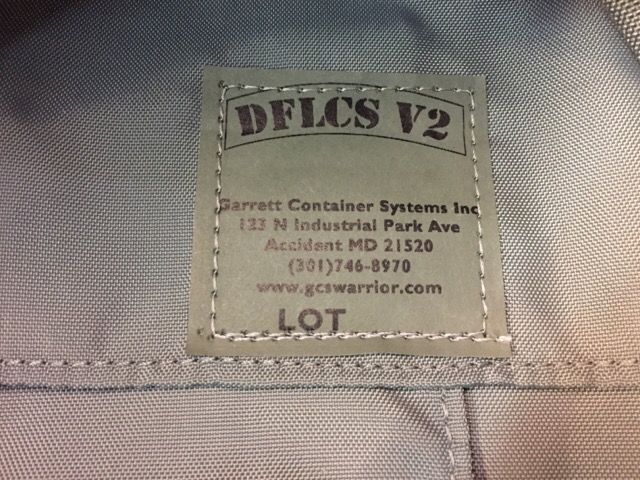 DFLCS V2
Garrett Container Systems Inc
123 N Industrial Park Ave
Accident MD 21520
(301)746-8970
www.gcswarrior.com
LOT